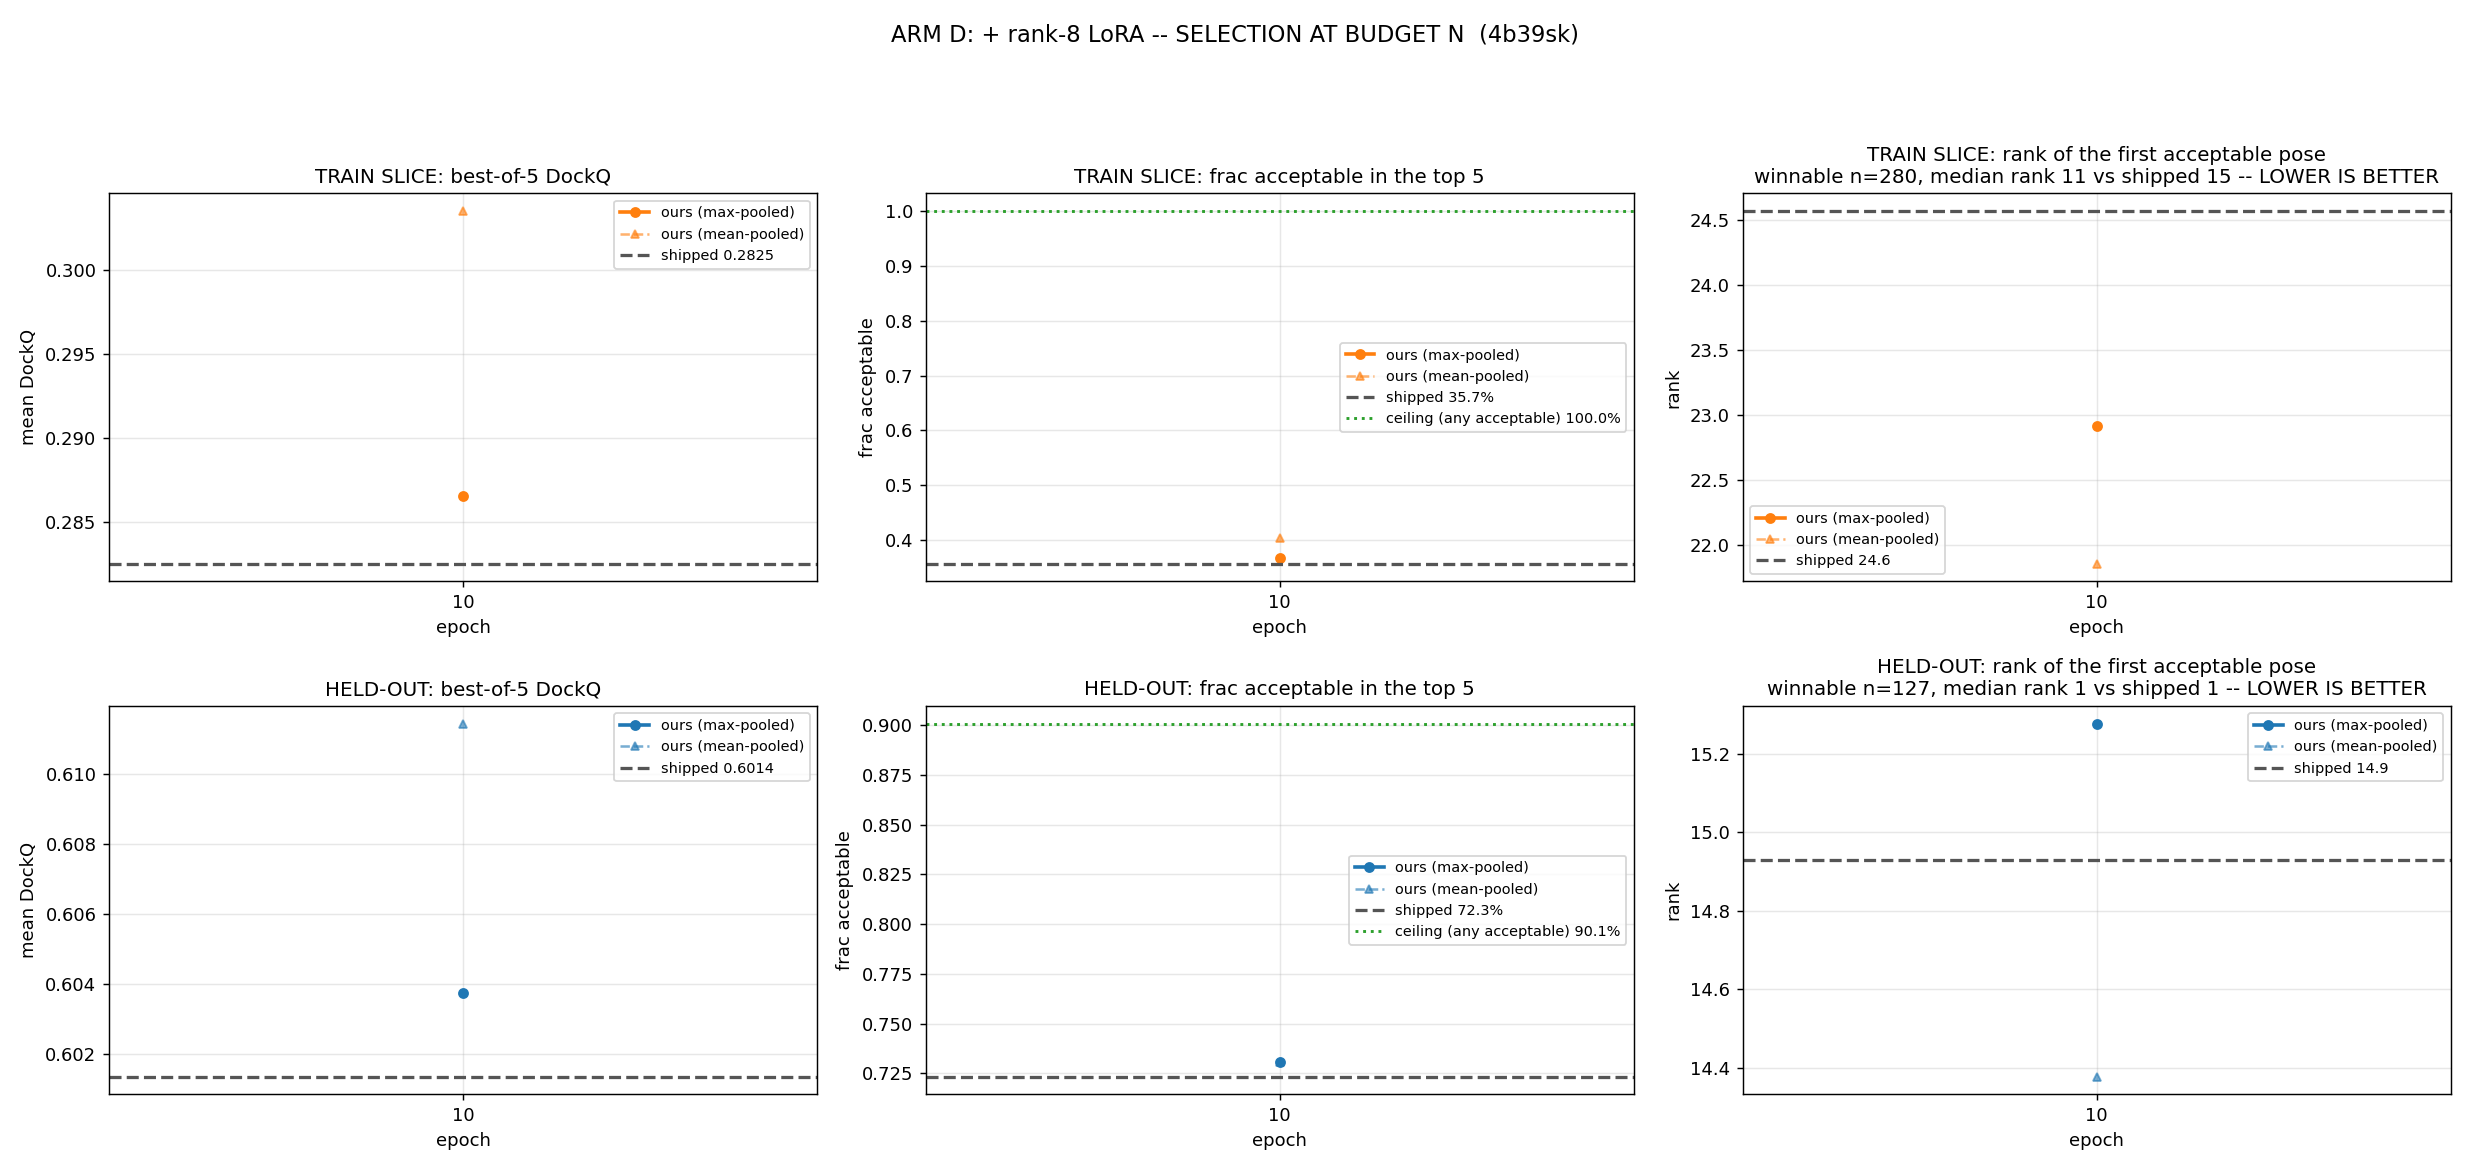 ARM D: + rank-8 LoRA -- SELECTION AT BUDGET N  (4b39sk)
TRAIN SLICE: best-of-5 DockQ
mean DockQ
0.300
0.295
0.290
0.285
10
epoch
ours (max-pooled)
ours (mean-pooled)
shipped 0.2825
TRAIN SLICE: frac acceptable in the top 5
frac acceptable
1.0
0.9
0.8
0.7
0.6
0.5
0.4
10
epoch
ours (max-pooled)
ours (mean-pooled)
shipped 35.7%
ceiling (any acceptable) 100.0%
TRAIN SLICE: rank of the first acceptable pose
winnable n=280, median rank 11 vs shipped 15 -- LOWER IS BETTER
rank
24.5
24.0
23.5
23.0
22.5
22.0
10
epoch
ours (max-pooled)
ours (mean-pooled)
shipped 24.6
HELD-OUT: best-of-5 DockQ
mean DockQ
0.610
0.608
0.606
0.604
0.602
10
epoch
ours (max-pooled)
ours (mean-pooled)
shipped 0.6014
HELD-OUT: frac acceptable in the top 5
frac acceptable
0.900
0.875
0.850
0.825
0.800
0.775
0.750
0.725
10
epoch
ours (max-pooled)
ours (mean-pooled)
shipped 72.3%
ceiling (any acceptable) 90.1%
HELD-OUT: rank of the first acceptable pose
winnable n=127, median rank 1 vs shipped 1 -- LOWER IS BETTER
rank
15.2
15.0
14.8
14.6
14.4
10
epoch
ours (max-pooled)
ours (mean-pooled)
shipped 14.9